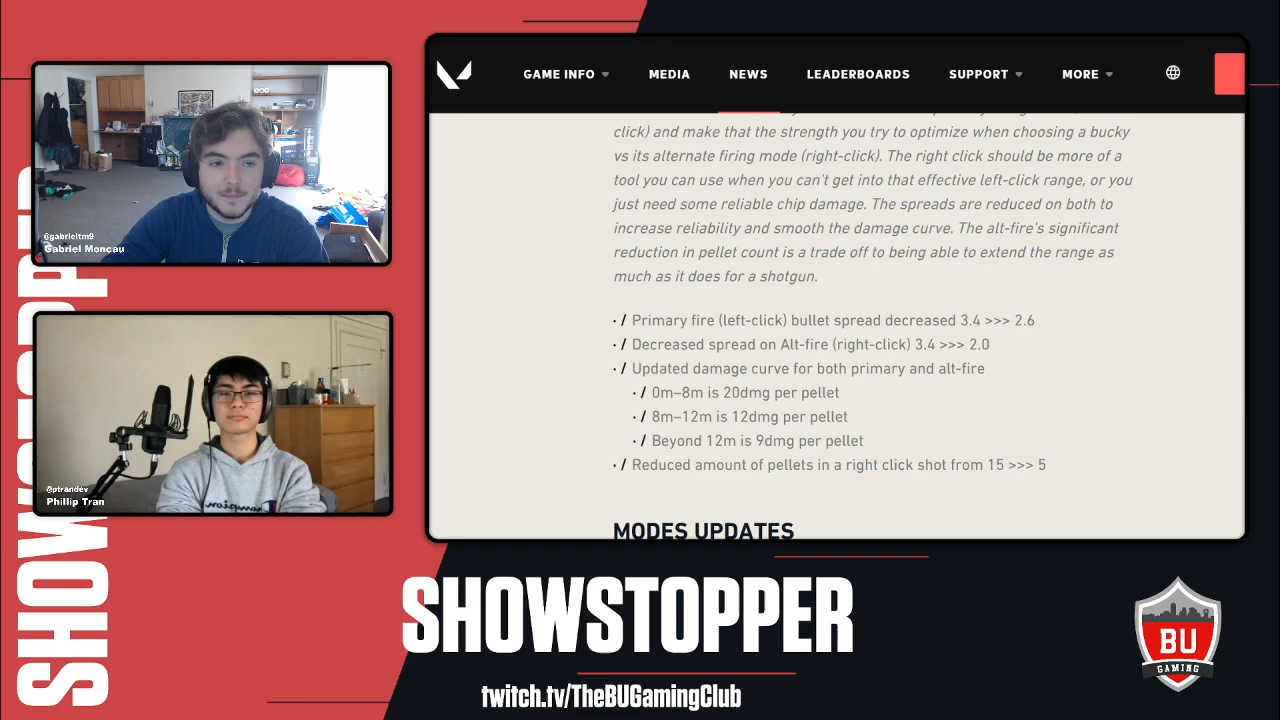 GAME INFO
MEDIA
NEWS
LEADERBOARDS
SUPPORT
MORE
click) and make that the strength you try to optimize when choosing a bucky
vs its alternate firing mode (right-click). The right click should be more of a
tool you can use when you can't get into that effective left-click range, or you
just need some reliable chip damage. The spreads are reduced on both to
increase reliability and smooth the damage curve. The alt-fire's significant
reduction in pellet count is a trade off to being able to extend the range as
much as it does for a shotgun.
· / Primary fire (left-click) bullet spread decreased 3.4 >>> 2.6
· / Decreased spread on Alt-fire (right-click) 3.4 >>> 2.0
· / Updated damage curve for both primary and alt-fire
· / 0m–8m is 20dmg per pellet
· / 8m–12m is 12dmg per pellet
· / Beyond 12m is 9dmg per pellet
· / Reduced amount of pellets in a right click shot from 15 >>> 5
MODES UPDATES
@gabrieltm9
Gabriel Moncau
@ptrandev
Phillip Tran
SHOWSTOPPER
SHOWSTOPPER
twitch.tv/TheBUGamingClub
BU
GAMING